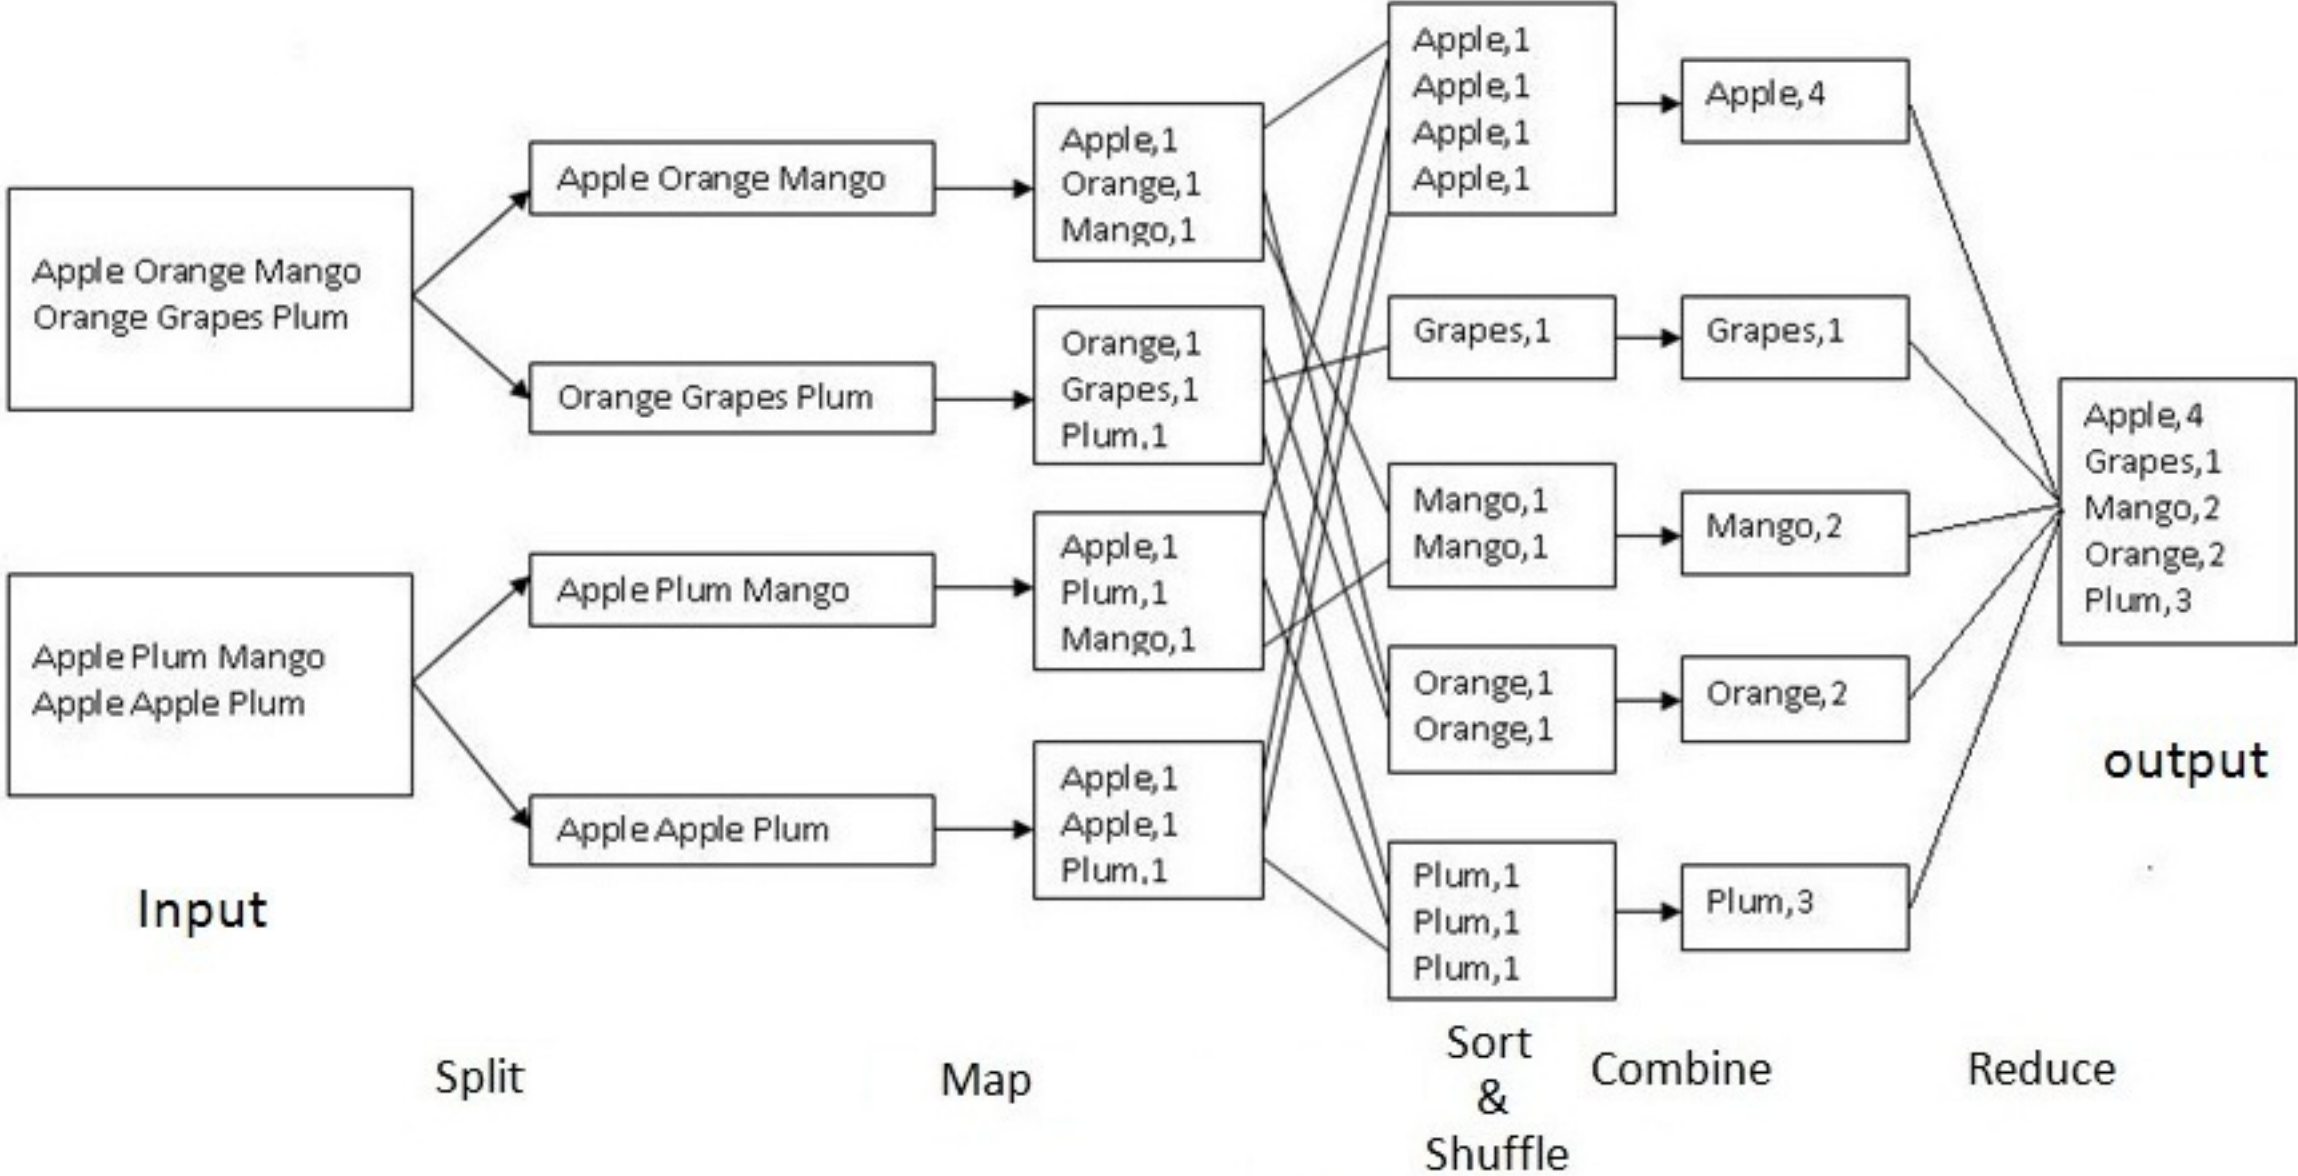 Apple Orange Mango
Orange Grapes Plum
Apple Plum Mango
Apple Apple Plum
Input
Apple Orange Mango
Orange Grapes Plum
Apple Plum Mango
Apple Apple Plum
Split
Apple,1
Orange,1
Mango,1
Orange,1
Grapes,1
Plum,1
Apple,1
Plum,1
Mango,1
Apple,1
Apple,1
Plum,1
Map
Apple,1
Apple,1
Apple,1
Apple,1
Grapes,1
Mango,1
Mango,1
Orange,1
Orange,1
Plum,1
Plum,1
Plum,1
Sort
&
Shuffle
Apple,4
Grapes,1
Mango,2
Orange,2
Plum,3
Combine
Apple,4
Grapes,1
Mango,2
Orange,2
Plum,3
output
Reduce